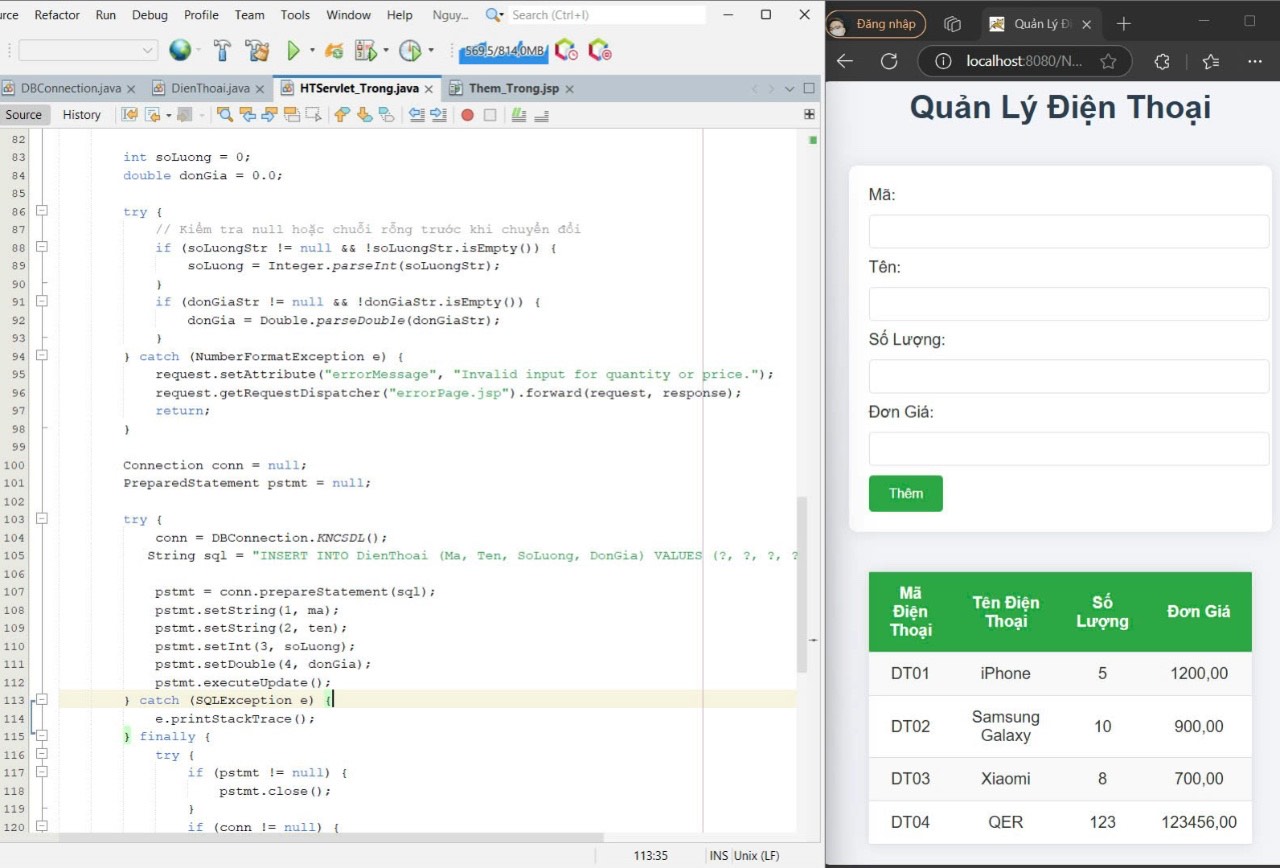 urce Refactor Run Debug Profile Team Tools Window Help Nguy... Search (Ctrl+I)
569,5/814,0MB
DBConnection.java DienThoai.java HTServlet_Trong.java Them_Trong.jsp
Source History
82
83 int soLuong = 0;
84 double donGia = 0.0;
85
86 try {
87 // Kiểm tra null hoặc chuỗi rỗng trước khi chuyển đổi
88 if (soLuongStr != null && !soLuongStr.isEmpty()) {
89 soLuong = Integer.parseInt(soLuongStr);
90 }
91 if (donGiaStr != null && !donGiaStr.isEmpty()) {
92 donGia = Double.parseDouble(donGiaStr);
93 }
94 } catch (NumberFormatException e) {
95 request.setAttribute("errorMessage", "Invalid input for quantity or price.");
96 request.getRequestDispatcher("errorPage.jsp").forward(request, response);
97 return;
98 }
99
100 Connection conn = null;
101 PreparedStatement pstmt = null;
102
103 try {
104 conn = DBConnection.KNCSDL();
105 String sql = "INSERT INTO DienThoai (Ma, Ten, SoLuong, DonGia) VALUES (?, ?, ?, ?
106
107 pstmt = conn.prepareStatement(sql);
108 pstmt.setString(1, ma);
109 pstmt.setString(2, ten);
110 pstmt.setInt(3, soLuong);
111 pstmt.setDouble(4, donGia);
112 pstmt.executeUpdate();
113 } catch (SQLException e) {
114 e.printStackTrace();
115 } finally {
116 try {
117 if (pstmt != null) {
118 pstmt.close();
119 }
120 if (conn != null) {
113:35 INS Unix (LF)
Đăng nhập Quản Lý Đi
localhost:8080/N...
Quản Lý Điện Thoại
Mã:
Tên:
Số Lượng:
Đơn Giá:
Thêm
Mã Điện Thoại Tên Điện Thoại Số Lượng Đơn Giá
DT01 iPhone 5 1200,00
DT02 Samsung Galaxy 10 900,00
DT03 Xiaomi 8 700,00
DT04 QER 123 123456,00